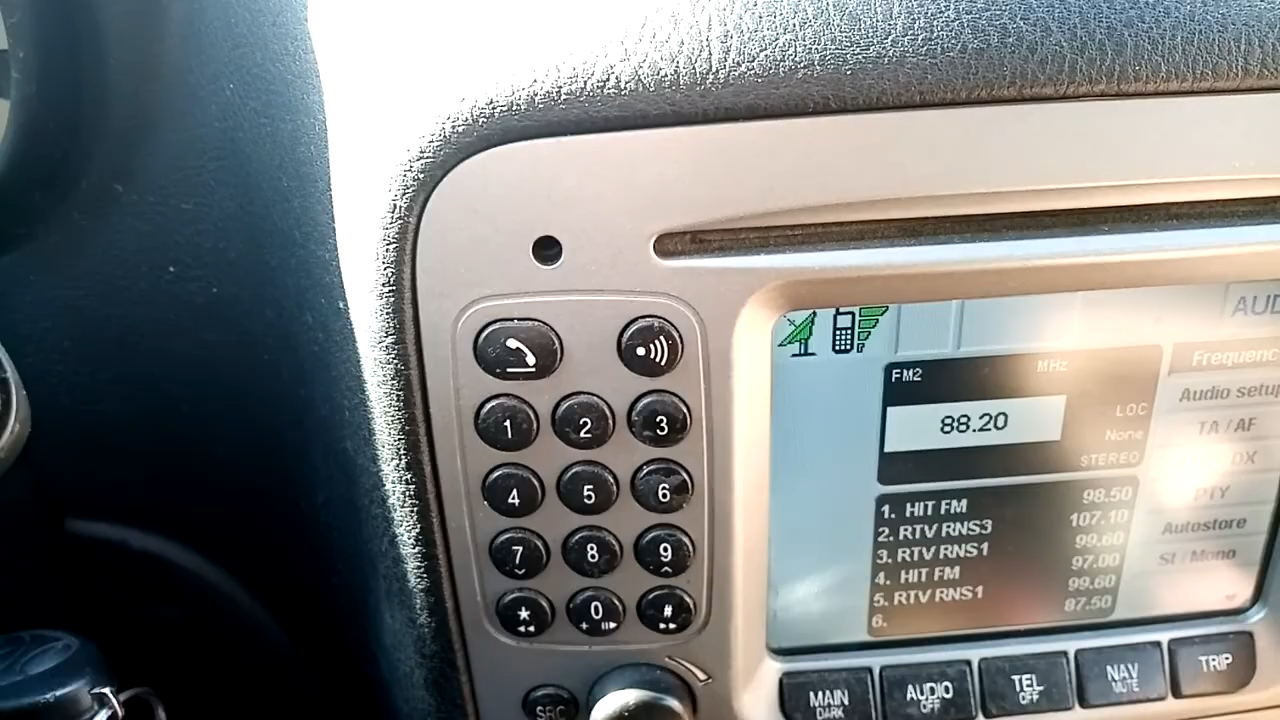 AUD
FM2 MHz
88.20
LOC
None
STEREO
1. HIT FM 98.50
2. RTV RNS3 107.10
3. RTV RNS1 99.60
4. HIT FM 97.00
5. RTV RNS1 99.60
6. 87.50
Frequenc
Audio setup
TA / AF
DX
PTY
Autostore
St / Mono
1 2 3
4 5 6
7 8 9
* 0 #
+
SRC
MAIN
DARK
AUDIO
OFF
TEL
OFF
NAV
MUTE
TRIP